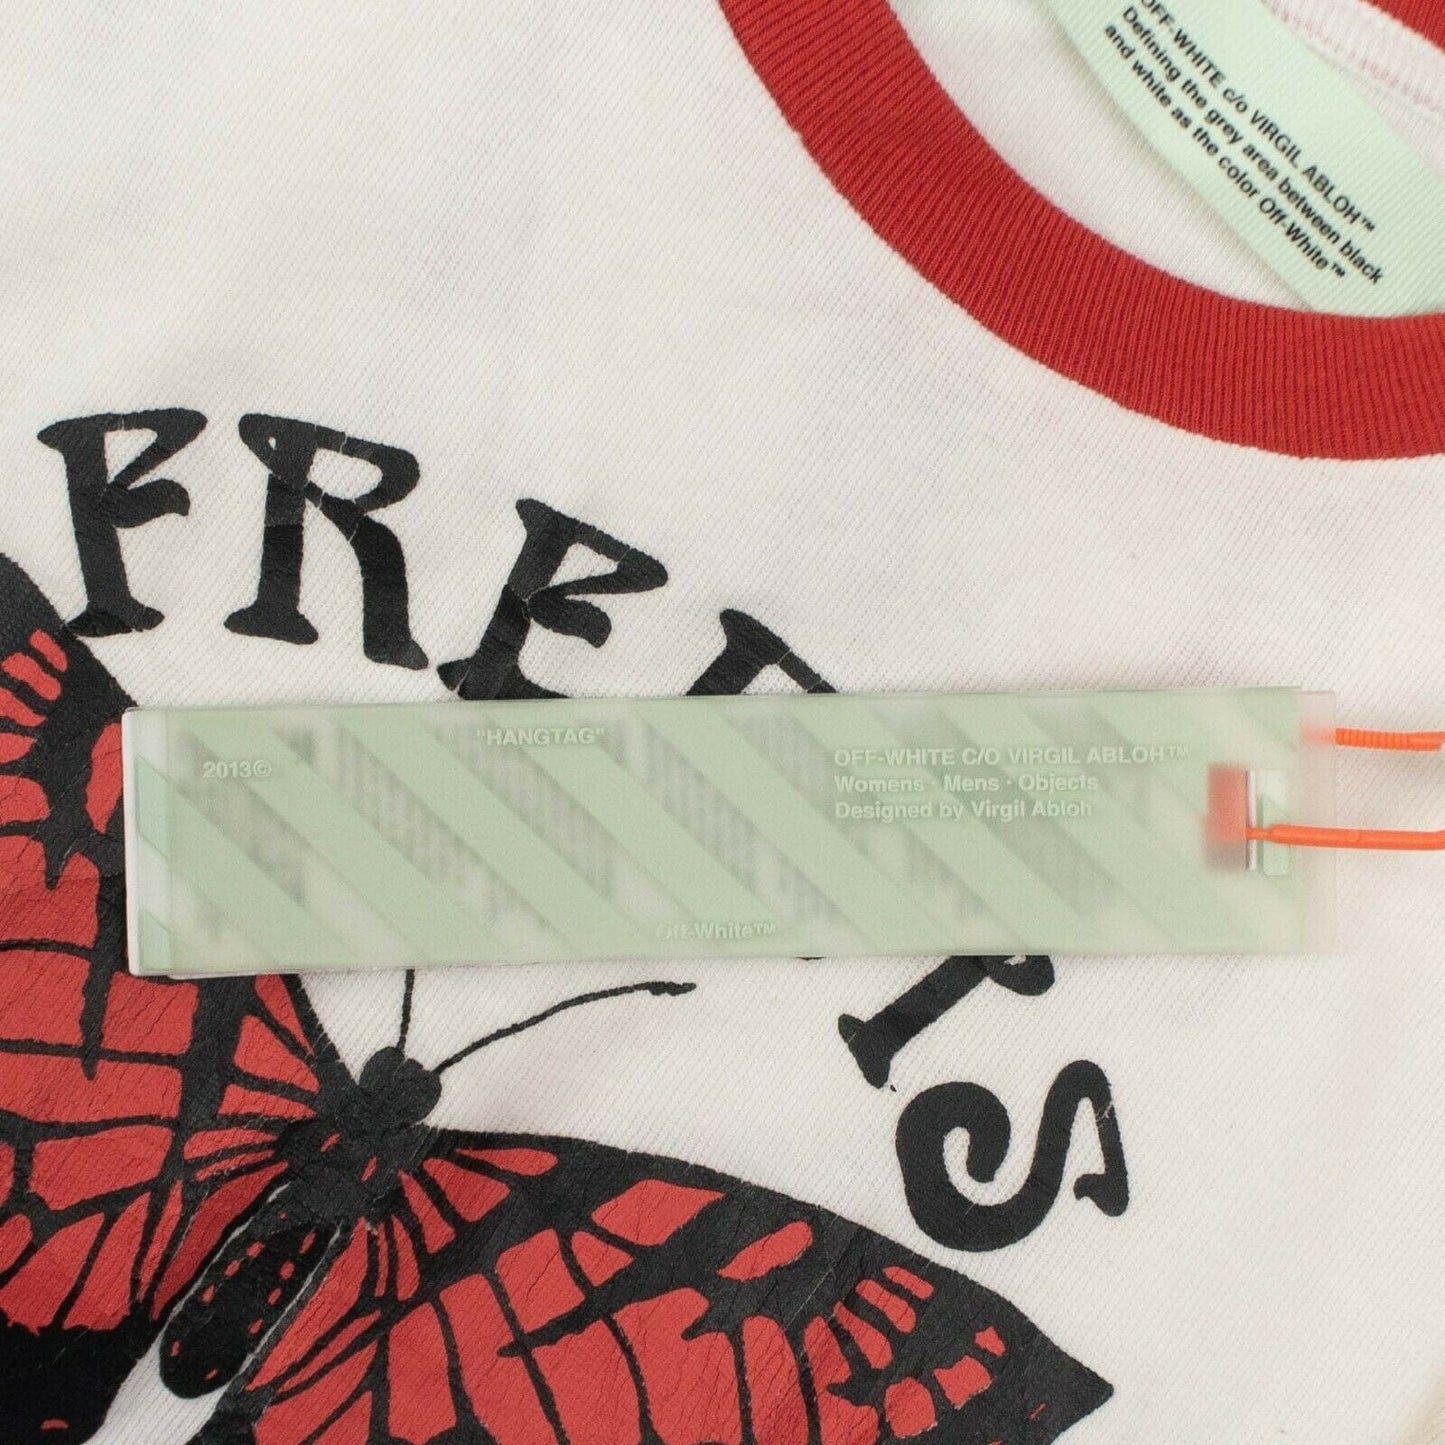 OFF-WHITE c/o VIRGIL ABLOH™
Defining the grey area between black
and white as the color Off-White™
"HANGTAG"
2013©
OFF-WHITE C/O VIRGIL ABLOH™
Womens · Mens · Objects
Designed by Virgil Abloh
Off-White™